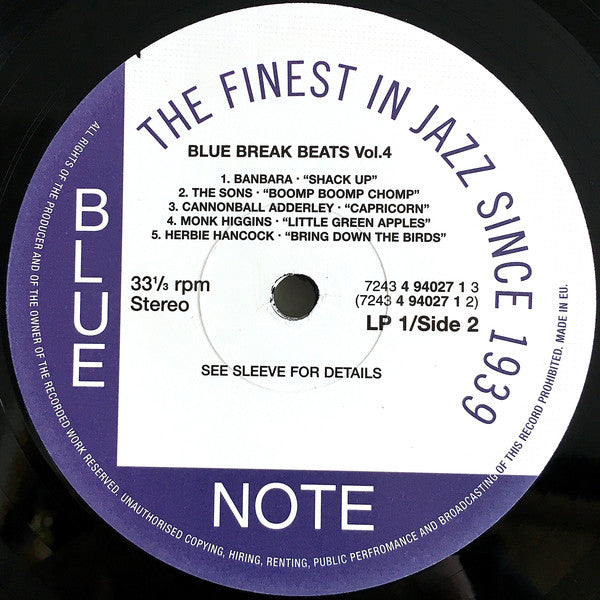 THE FINEST IN JAZZ SINCE 1939
BLUE BREAK BEATS Vol.4
1. BANBARA · “SHACK UP”
2. THE SONS · “BOOMP BOOMP CHOMP”
3. CANNONBALL ADDERLEY · “CAPRICORN”
4. MONK HIGGINS · “LITTLE GREEN APPLES”
5. HERBIE HANCOCK · “BRING DOWN THE BIRDS”
33⅓ rpm
Stereo
7243 4 94027 1 3
(7243 4 94027 1 2)
LP 1/Side 2
SEE SLEEVE FOR DETAILS
BLUE
NOTE
ALL RIGHTS OF THE PRODUCER AND OF THE OWNER OF THE RECORDED WORK RESERVED. UNAUTHORISED COPYING, HIRING, RENTING, PUBLIC PERFROMANCE AND BROADCASTING OF THIS RECORD PROHIBITED. MADE IN EU.